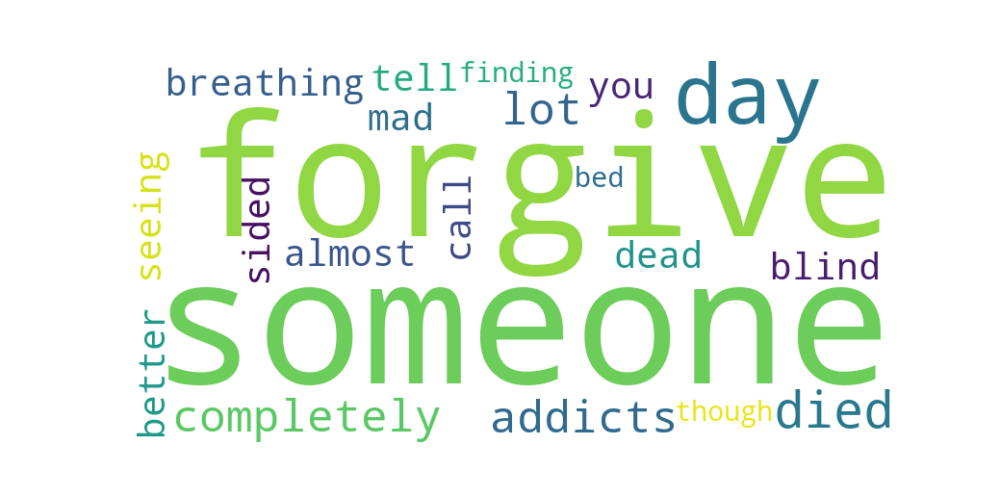 breathing
tell
finding
you
day
mad
lot
forgive
bed
seeing
sided
call
almost
dead
blind
someone
better
completely
addicts
though
died